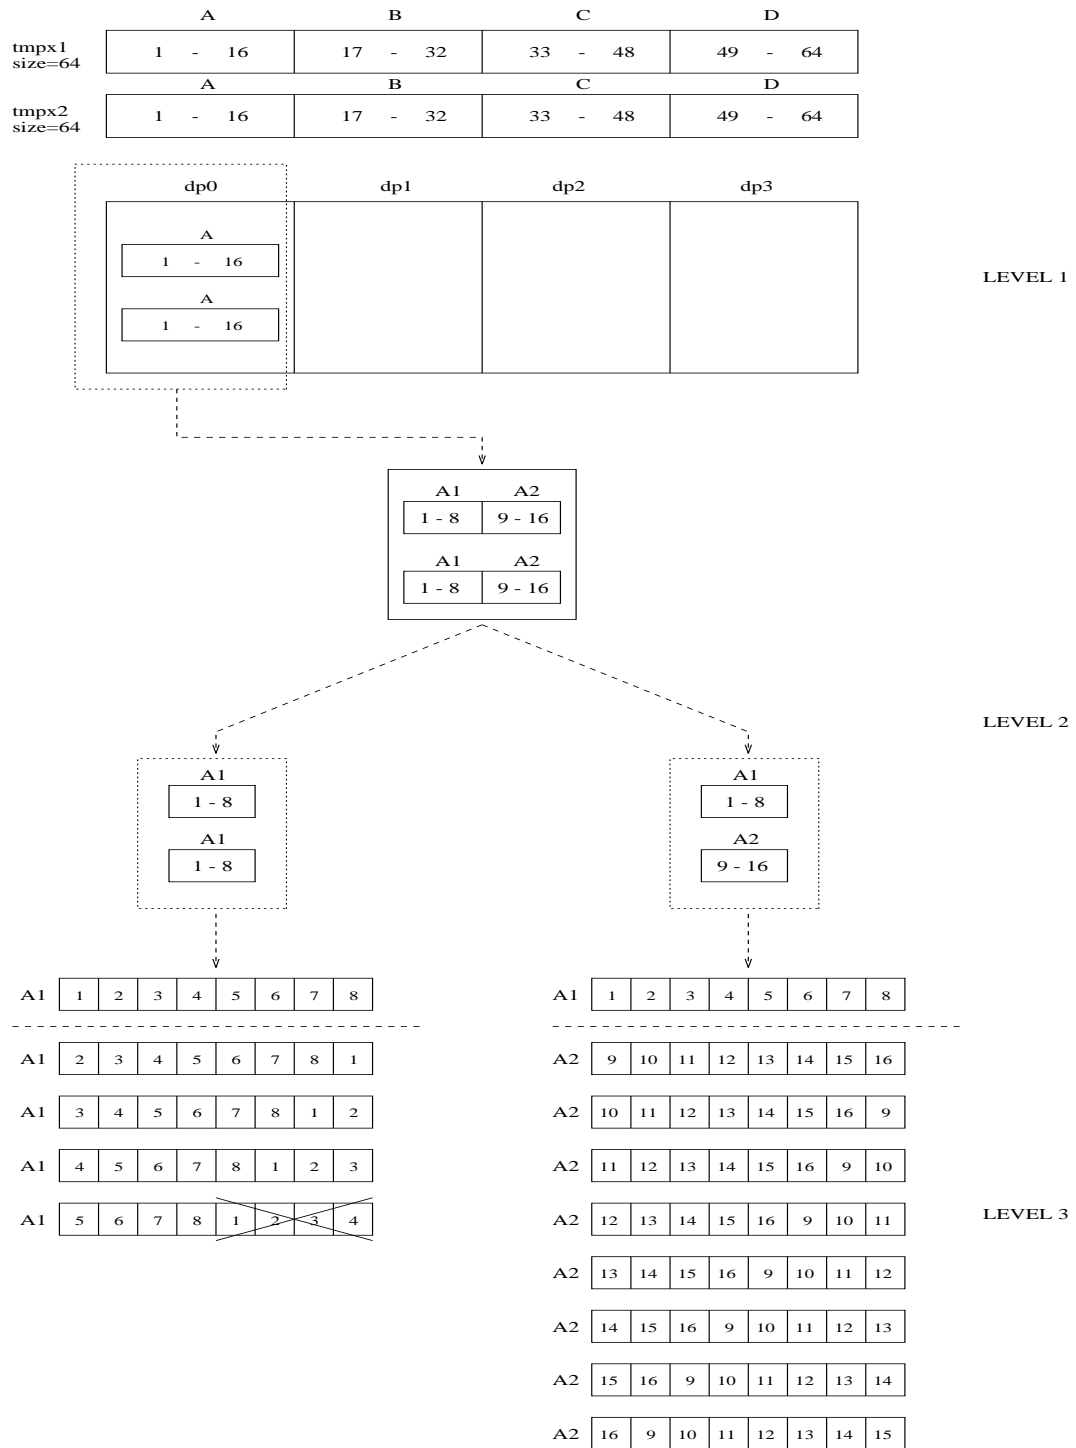 A B C D
tmpx1
size=64
1 - 16 17 - 32 33 - 48 49 - 64
A B C D
tmpx2
size=64
1 - 16 17 - 32 33 - 48 49 - 64
dp0 dp1 dp2 dp3
A
1 - 16
LEVEL 1
A
1 - 16
A1 A2
1 - 8 9 - 16
A1 A2
1 - 8 9 - 16
LEVEL 2
A1
1 - 8
A1
1 - 8
A1
1 - 8
A2
9 - 16
A1 1 2 3 4 5 6 7 8
A1 2 3 4 5 6 7 8 1
A1 3 4 5 6 7 8 1 2
A1 4 5 6 7 8 1 2 3
A1 5 6 7 8 1 2 3 4
A1 1 2 3 4 5 6 7 8
A2 9 10 11 12 13 14 15 16
A2 10 11 12 13 14 15 16 9
A2 11 12 13 14 15 16 9 10
A2 12 13 14 15 16 9 10 11
A2 13 14 15 16 9 10 11 12
A2 14 15 16 9 10 11 12 13
A2 15 16 9 10 11 12 13 14
A2 16 9 10 11 12 13 14 15
LEVEL 3